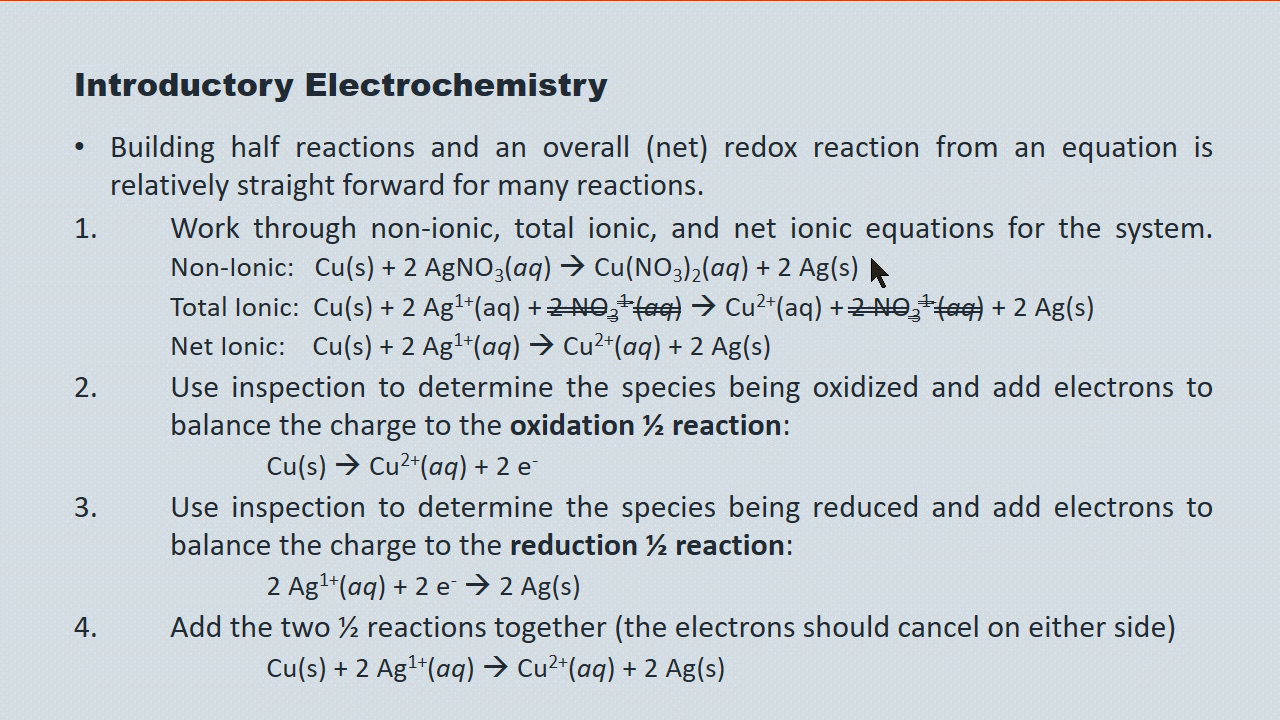 Introductory Electrochemistry
• Building half reactions and an overall (net) redox reaction from an equation is
relatively straight forward for many reactions.
1. Work through non-ionic, total ionic, and net ionic equations for the system.
Non-Ionic: Cu(s) + 2 AgNO₃(aq) → Cu(NO₃)₂(aq) + 2 Ag(s)
Total Ionic: Cu(s) + 2 Ag¹⁺(aq) + 2 NO₃¹⁻(aq) → Cu²⁺(aq) + 2 NO₃¹⁻(aq) + 2 Ag(s)
Net Ionic: Cu(s) + 2 Ag¹⁺(aq) → Cu²⁺(aq) + 2 Ag(s)
2. Use inspection to determine the species being oxidized and add electrons to
balance the charge to the oxidation ½ reaction:
Cu(s) → Cu²⁺(aq) + 2 e⁻
3. Use inspection to determine the species being reduced and add electrons to
balance the charge to the reduction ½ reaction:
2 Ag¹⁺(aq) + 2 e⁻ → 2 Ag(s)
4. Add the two ½ reactions together (the electrons should cancel on either side)
Cu(s) + 2 Ag¹⁺(aq) → Cu²⁺(aq) + 2 Ag(s)